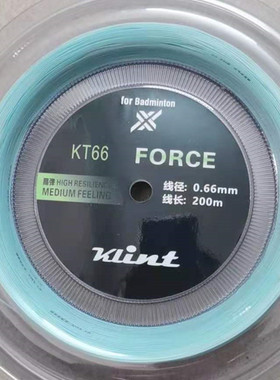 for Badminton
KT66 FORCE
高弹 HIGH RESILIENCE
MEDIUM FEELING
线径: 0.66mm
线长: 200m
Klint